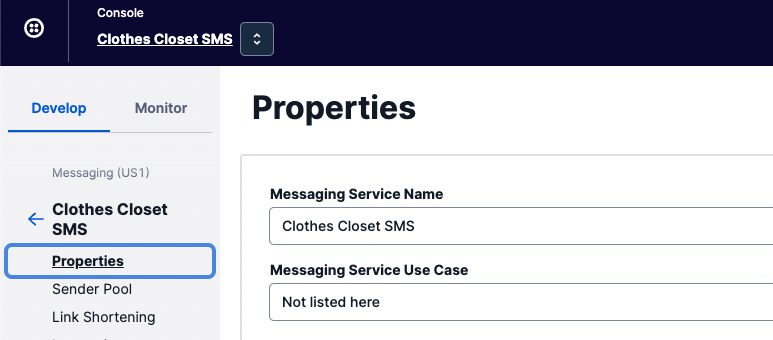 Console
Clothes Closet SMS
Develop
Monitor
Messaging (US1)
Clothes Closet
SMS
Properties
Sender Pool
Link Shortening
Properties
Messaging Service Name
Clothes Closet SMS
Messaging Service Use Case
Not listed here